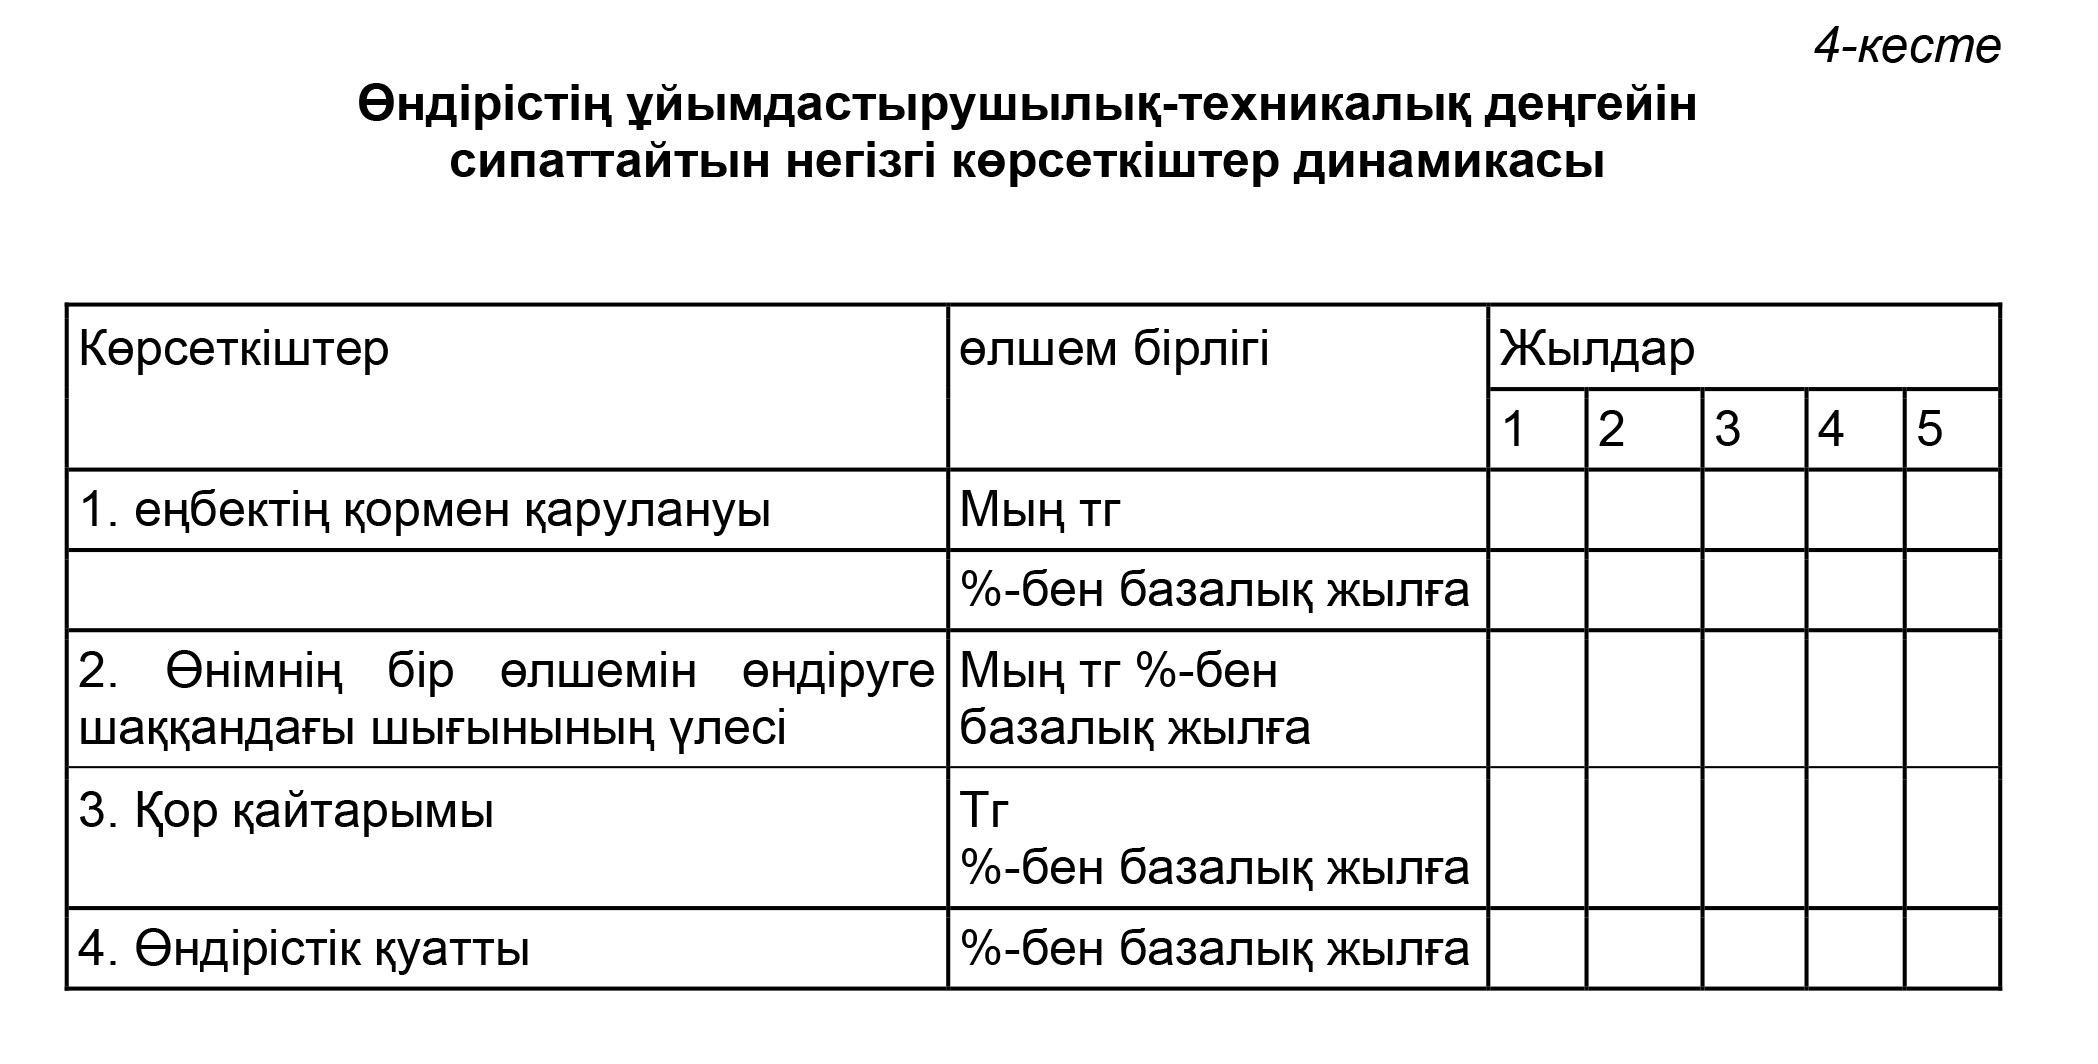 4-кесте
Өндірістің ұйымдастырушылық-техникалық деңгейін
сипаттайтын негізгі көрсеткіштер динамикасы
Көрсеткіштер өлшем бірлігі Жылдар
1 2 3 4 5
1. еңбектің қормен қарулануы Мың тг
%-бен базалық жылға
2. Өнімнің бір өлшемін өндіруге Мың тг %-бен
шаққандағы шығынының үлесі базалық жылға
3. Қор қайтарымы Тг
%-бен базалық жылға
4. Өндірістік қуатты %-бен базалық жылға